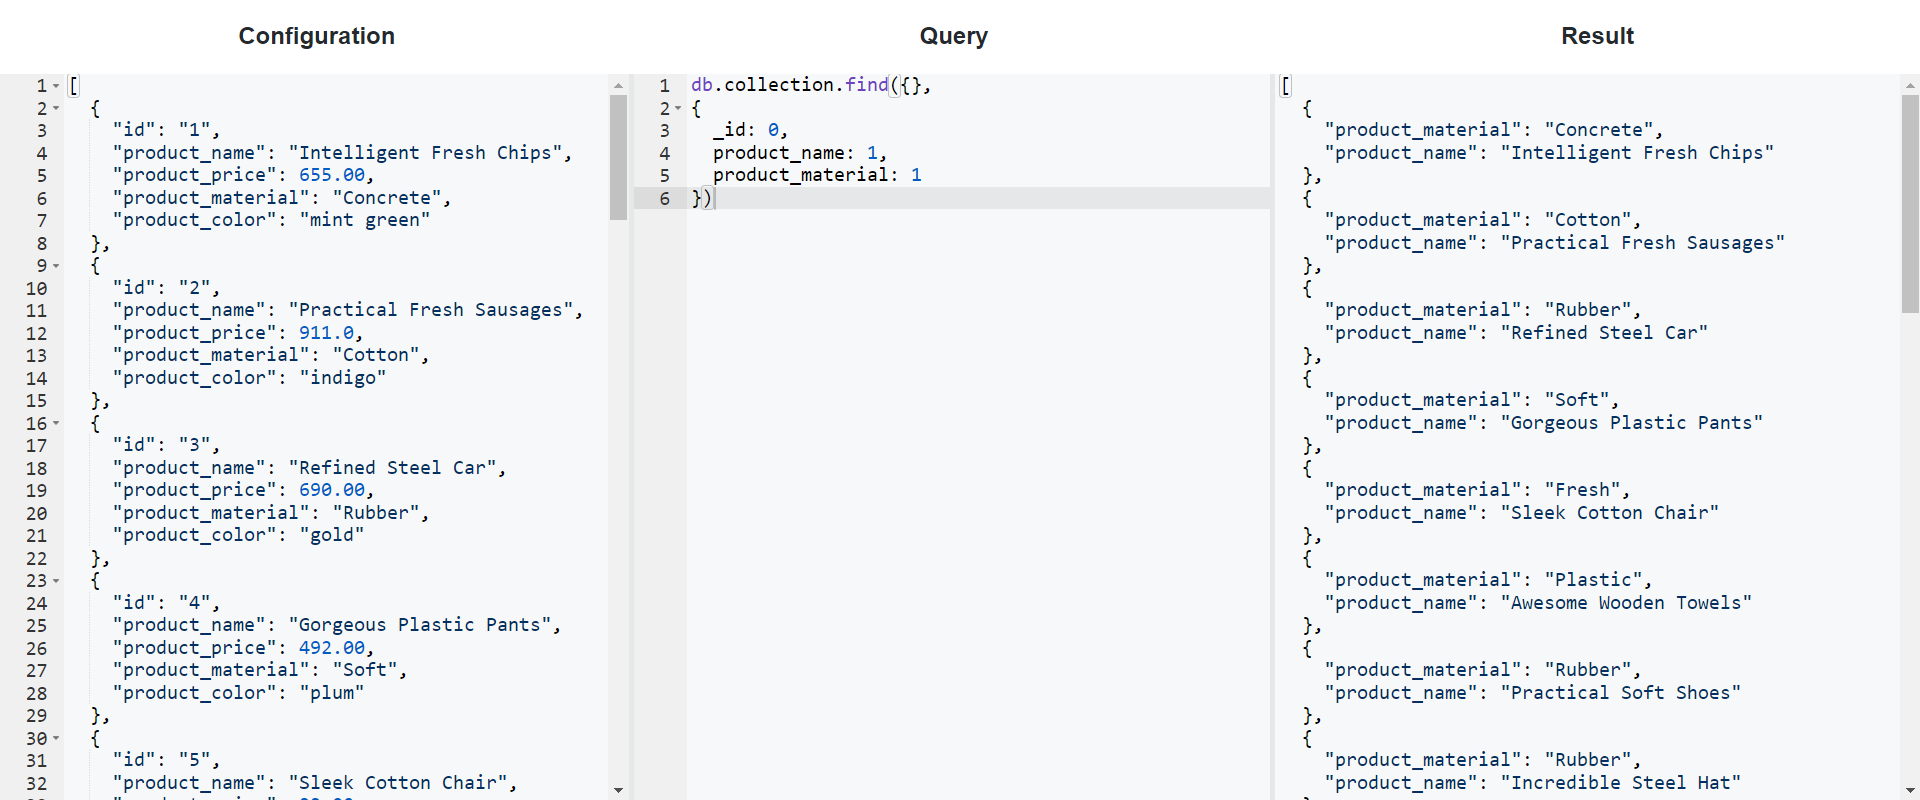 Configuration
1 [
2 {
3 "id": "1",
4 "product_name": "Intelligent Fresh Chips",
5 "product_price": 655.00,
6 "product_material": "Concrete",
7 "product_color": "mint green"
8 },
9 {
10 "id": "2",
11 "product_name": "Practical Fresh Sausages",
12 "product_price": 911.0,
13 "product_material": "Cotton",
14 "product_color": "indigo"
15 },
16 {
17 "id": "3",
18 "product_name": "Refined Steel Car",
19 "product_price": 690.00,
20 "product_material": "Rubber",
21 "product_color": "gold"
22 },
23 {
24 "id": "4",
25 "product_name": "Gorgeous Plastic Pants",
26 "product_price": 492.00,
27 "product_material": "Soft",
28 "product_color": "plum"
29 },
30 {
31 "id": "5",
32 "product_name": "Sleek Cotton Chair",
Query
1 db.collection.find({},
2 {
3 _id: 0,
4 product_name: 1,
5 product_material: 1
6 })
Result
[
{
"product_material": "Concrete",
"product_name": "Intelligent Fresh Chips"
},
{
"product_material": "Cotton",
"product_name": "Practical Fresh Sausages"
},
{
"product_material": "Rubber",
"product_name": "Refined Steel Car"
},
{
"product_material": "Soft",
"product_name": "Gorgeous Plastic Pants"
},
{
"product_material": "Fresh",
"product_name": "Sleek Cotton Chair"
},
{
"product_material": "Plastic",
"product_name": "Awesome Wooden Towels"
},
{
"product_material": "Rubber",
"product_name": "Practical Soft Shoes"
},
{
"product_material": "Rubber",
"product_name": "Incredible Steel Hat"